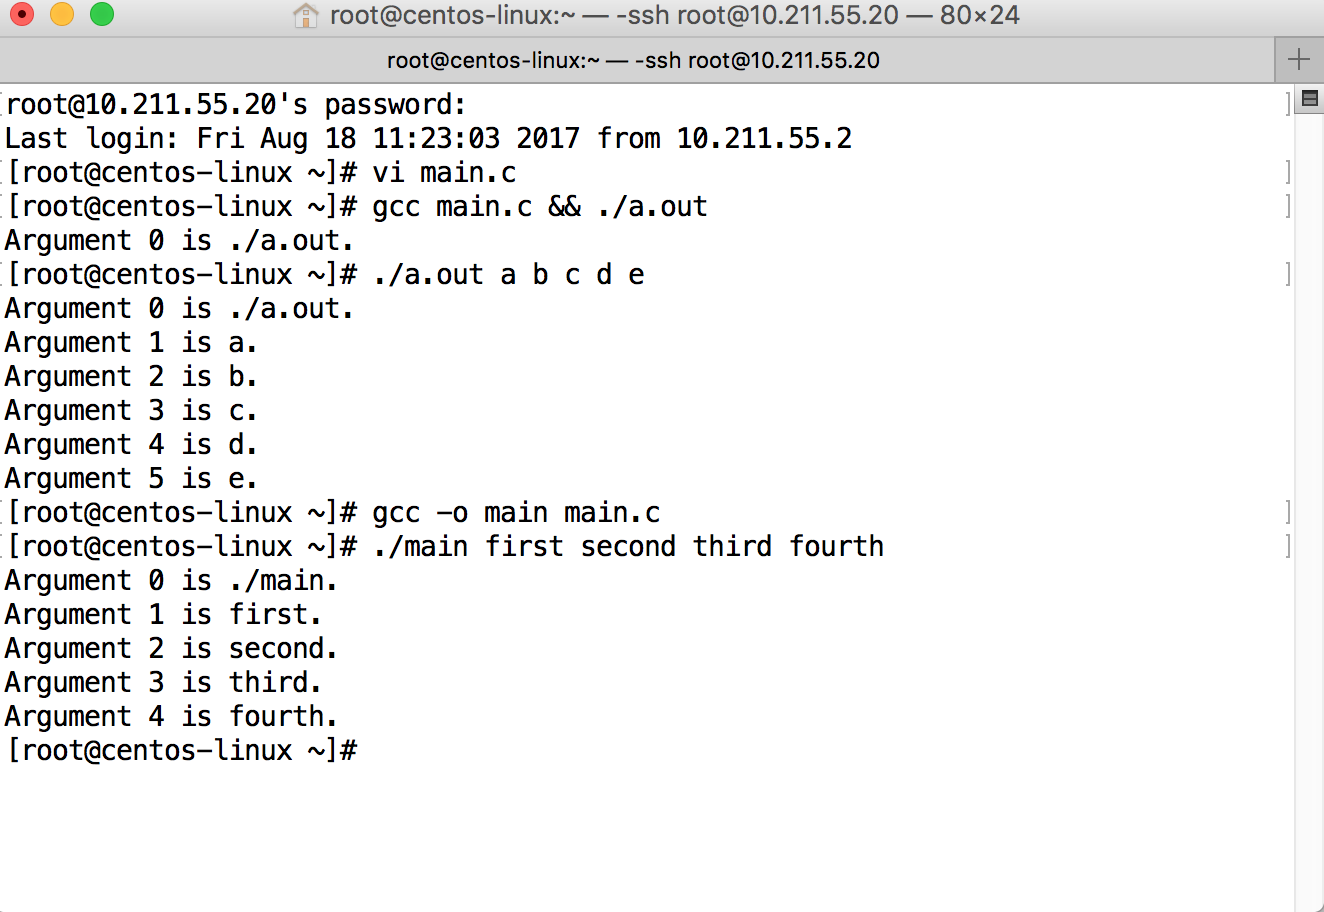 root@centos-linux:~ — -ssh root@10.211.55.20 — 80×24
root@centos-linux:~ — -ssh root@10.211.55.20
root@10.211.55.20's password:
Last login: Fri Aug 18 11:23:03 2017 from 10.211.55.2
[root@centos-linux ~]# vi main.c
[root@centos-linux ~]# gcc main.c && ./a.out
Argument 0 is ./a.out.
[root@centos-linux ~]# ./a.out a b c d e
Argument 0 is ./a.out.
Argument 1 is a.
Argument 2 is b.
Argument 3 is c.
Argument 4 is d.
Argument 5 is e.
[root@centos-linux ~]# gcc -o main main.c
[root@centos-linux ~]# ./main first second third fourth
Argument 0 is ./main.
Argument 1 is first.
Argument 2 is second.
Argument 3 is third.
Argument 4 is fourth.
[root@centos-linux ~]#